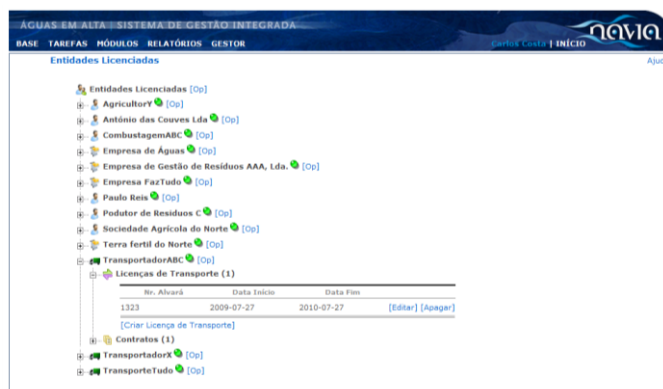 ÁGUAS EM ALTA | SISTEMA DE GESTÃO INTEGRADA
navia
BASE TAREFAS MÓDULOS RELATÓRIOS GESTOR
Carlos Costa | INÍCIO
Entidades Licenciadas
Entidades Licenciadas [Op]
AgricultorY [Op]
António das Couves Lda [Op]
CombustagemABC [Op]
Empresa de Águas [Op]
Empresa de Gestão de Resíduos AAA, Lda. [Op]
Empresa FazTudo [Op]
Paulo Reis [Op]
Podutor de Residuos C [Op]
Sociedade Agrícola do Norte [Op]
Terra fertil do Norte [Op]
TransportadorABC [Op]
Licenças de Transporte (1)
Nr. Alvará Data Início Data Fim
1323 2009-07-27 2010-07-27 [Editar] [Apagar]
[Criar Licença de Transporte]
Contratos (1)
TransportadorX [Op]
TransporteTudo [Op]